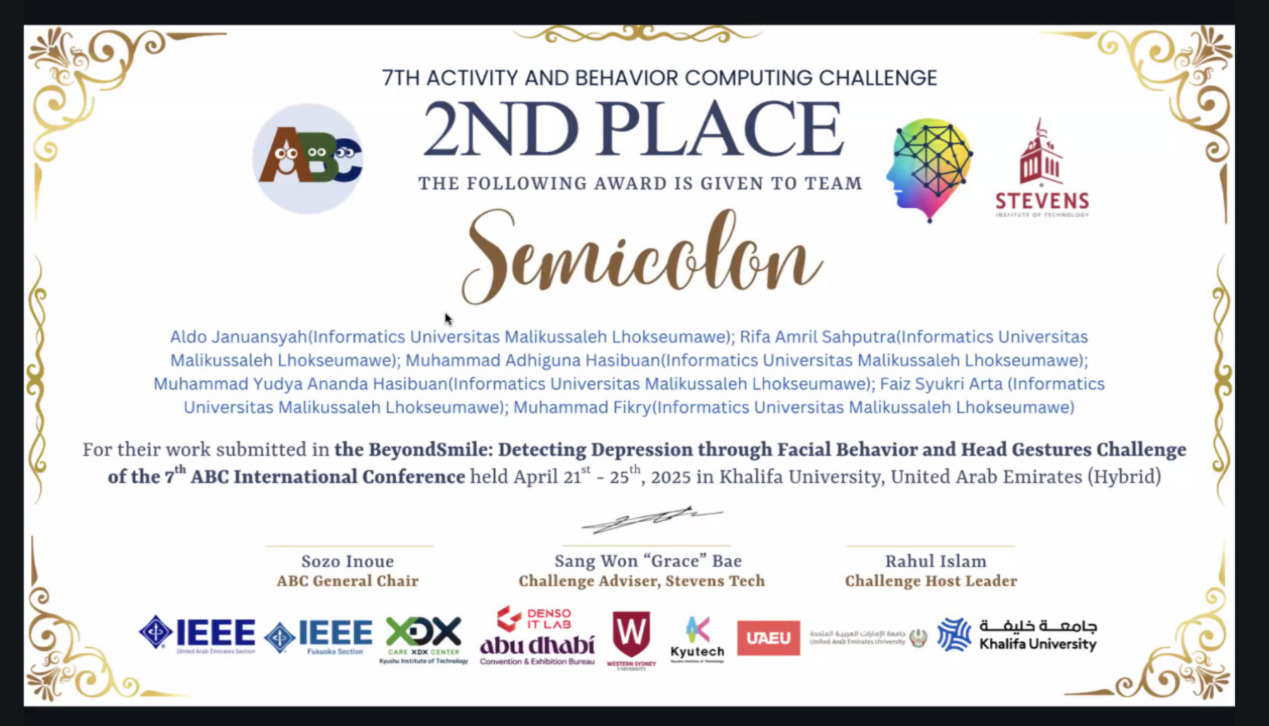 7TH ACTIVITY AND BEHAVIOR COMPUTING CHALLENGE
2ND PLACE
ABC
THE FOLLOWING AWARD IS GIVEN TO TEAM
STEVENS
INSTITUTE OF TECHNOLOGY
Semicolon
Aldo Januansyah(Informatics Universitas Malikussaleh Lhokseumawe); Rifa Amril Sahputra(Informatics Universitas
Malikussaleh Lhokseumawe); Muhammad Adhiguna Hasibuan(Informatics Universitas Malikussaleh Lhokseumawe);
Muhammad Yudya Ananda Hasibuan(Informatics Universitas Malikussaleh Lhokseumawe); Faiz Syukri Arta (Informatics
Universitas Malikussaleh Lhokseumawe); Muhammad Fikry(Informatics Universitas Malikussaleh Lhokseumawe)
For their work submitted in the BeyondSmile: Detecting Depression through Facial Behavior and Head Gestures Challenge
of the 7th ABC International Conference held April 21st - 25th, 2025 in Khalifa University, United Arab Emirates (Hybrid)
Sozo Inoue
ABC General Chair
Sang Won “Grace” Bae
Challenge Adviser, Stevens Tech
Rahul Islam
Challenge Host Leader
IEEE
United Arab Emirates Section
IEEE
Fukuoka Section
XDX
CARE XDX CENTER
Kyushu Institute of Technology
DENSO
IT LAB
abu dhabi
Convention & Exhibition Bureau
W
WESTERN SYDNEY
UNIVERSITY
Kyutech
Kyushu Institute of Technology
UAEU
جامعة الإمارات العربية المتحدة
United Arab Emirates University
جامعة خليفة
Khalifa University